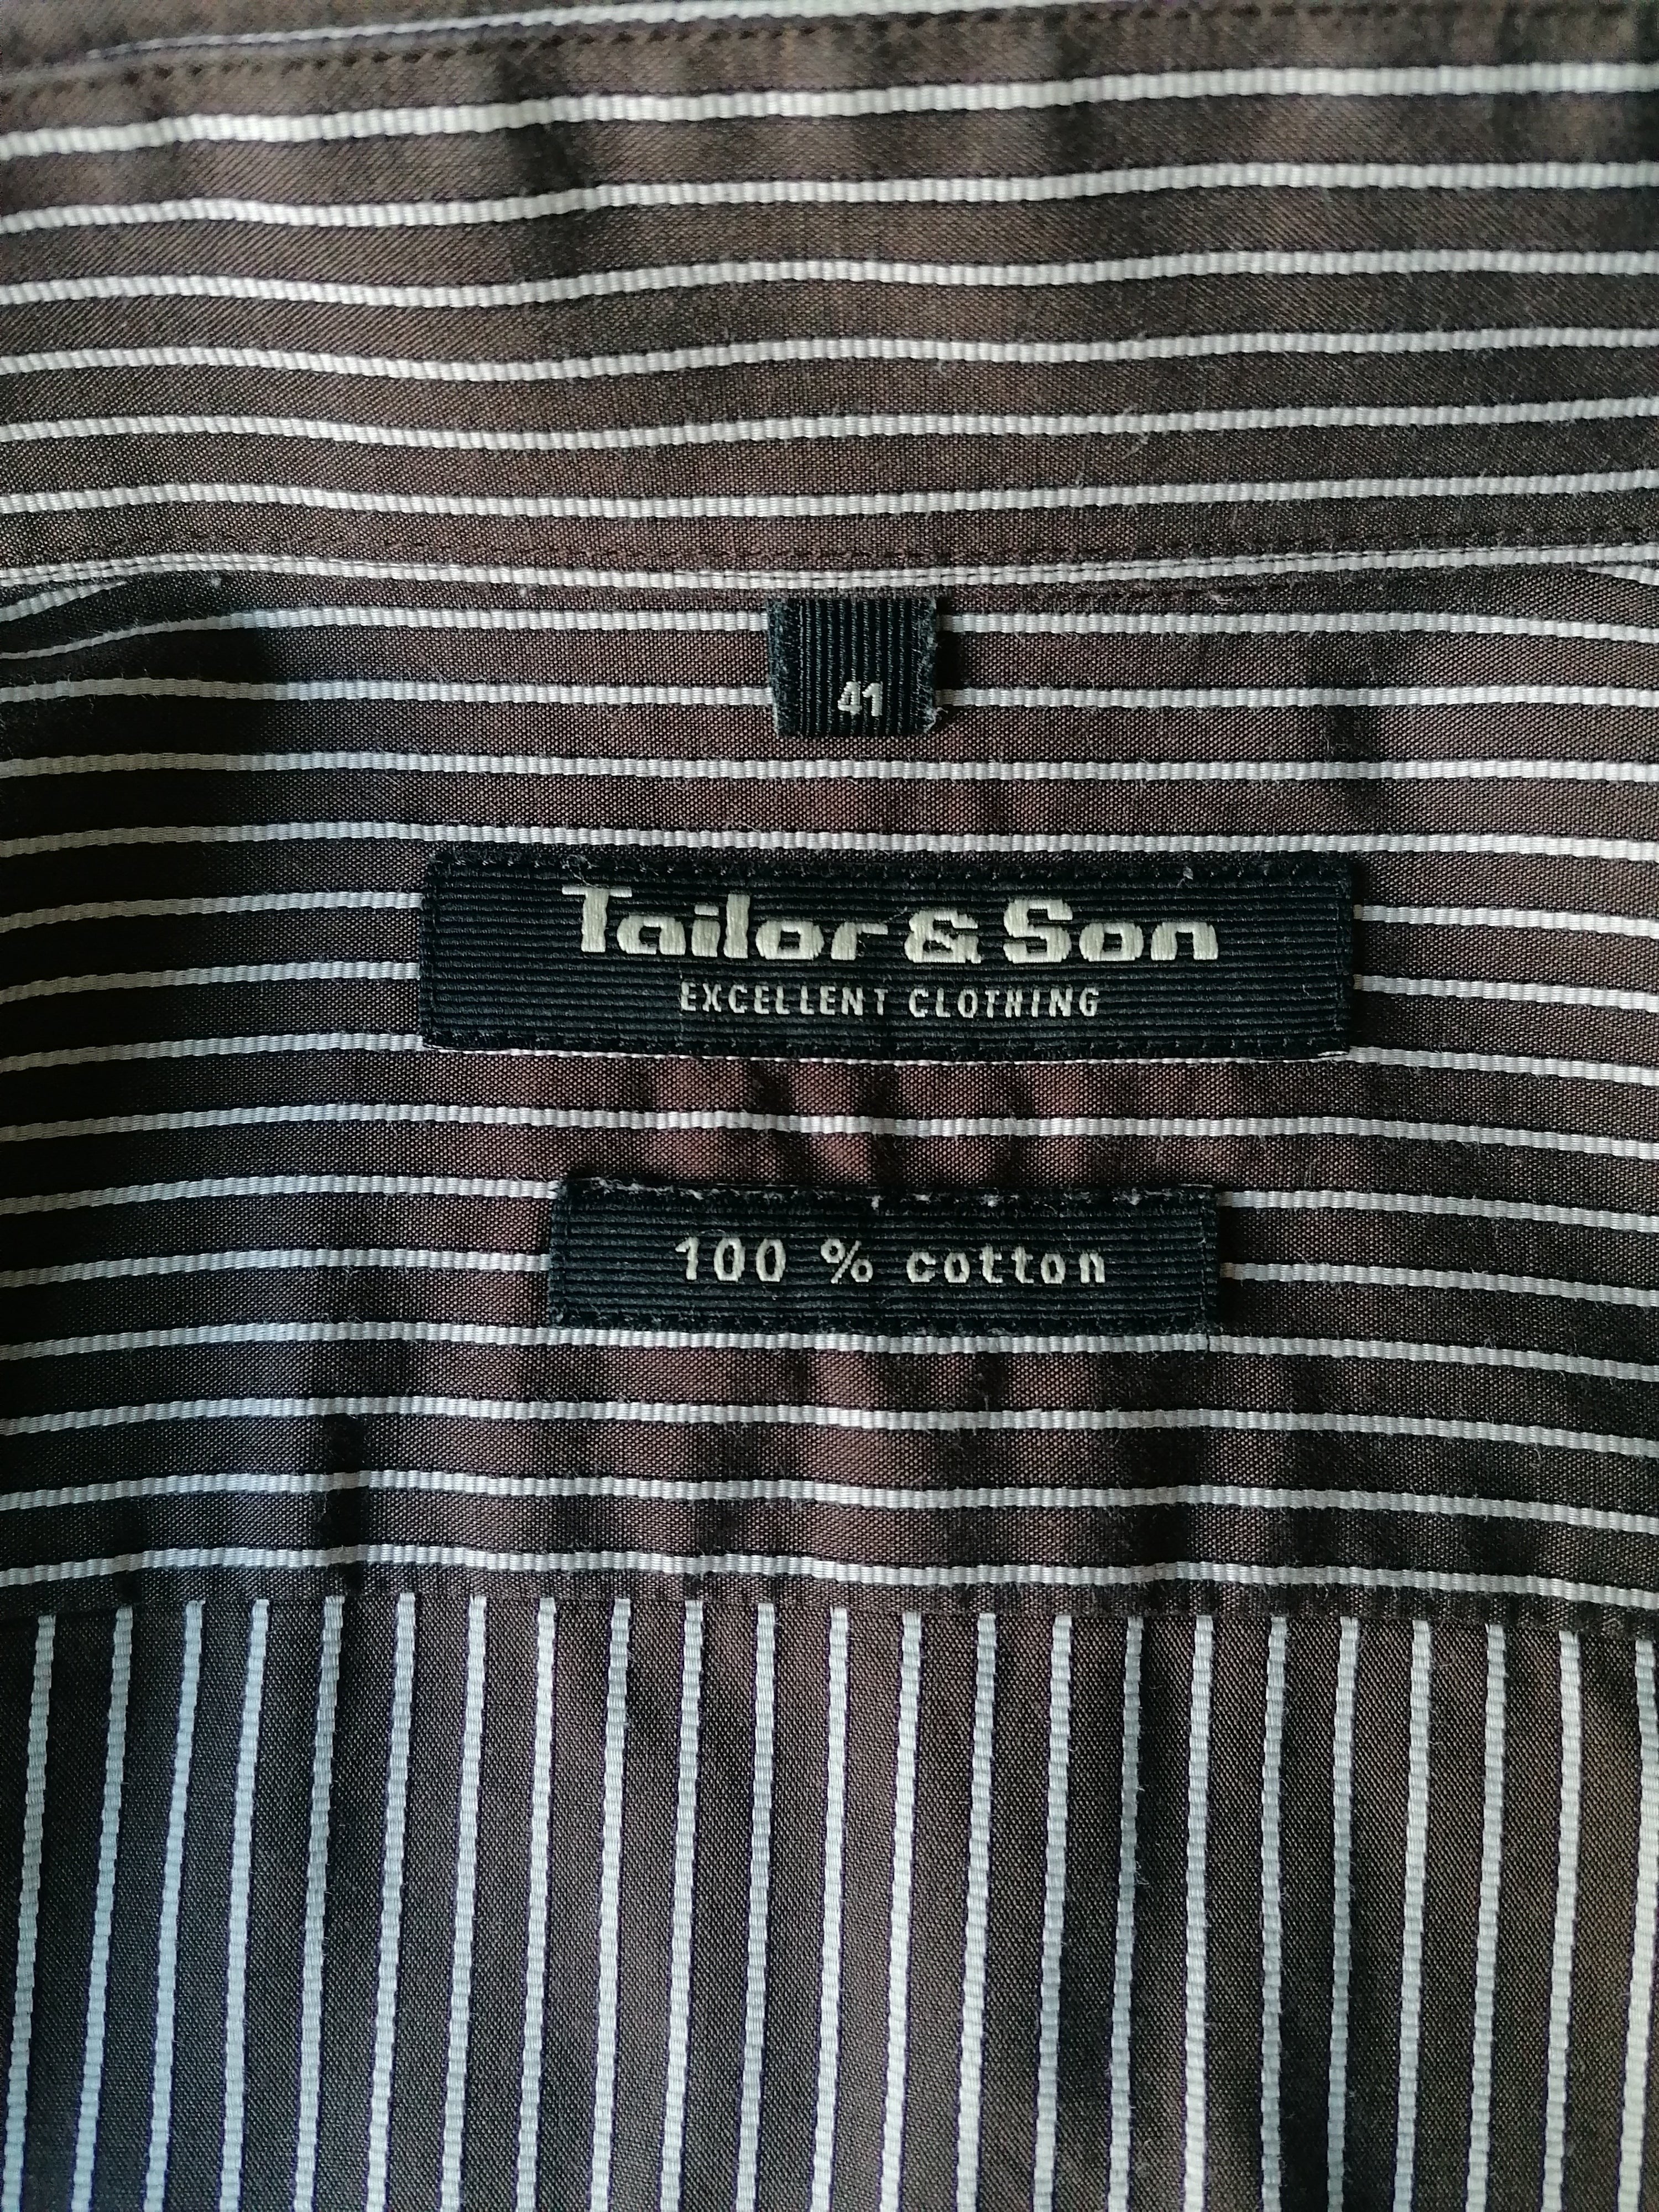 41
Tailor & Son
EXCELLENT CLOTHING
100 % cotton